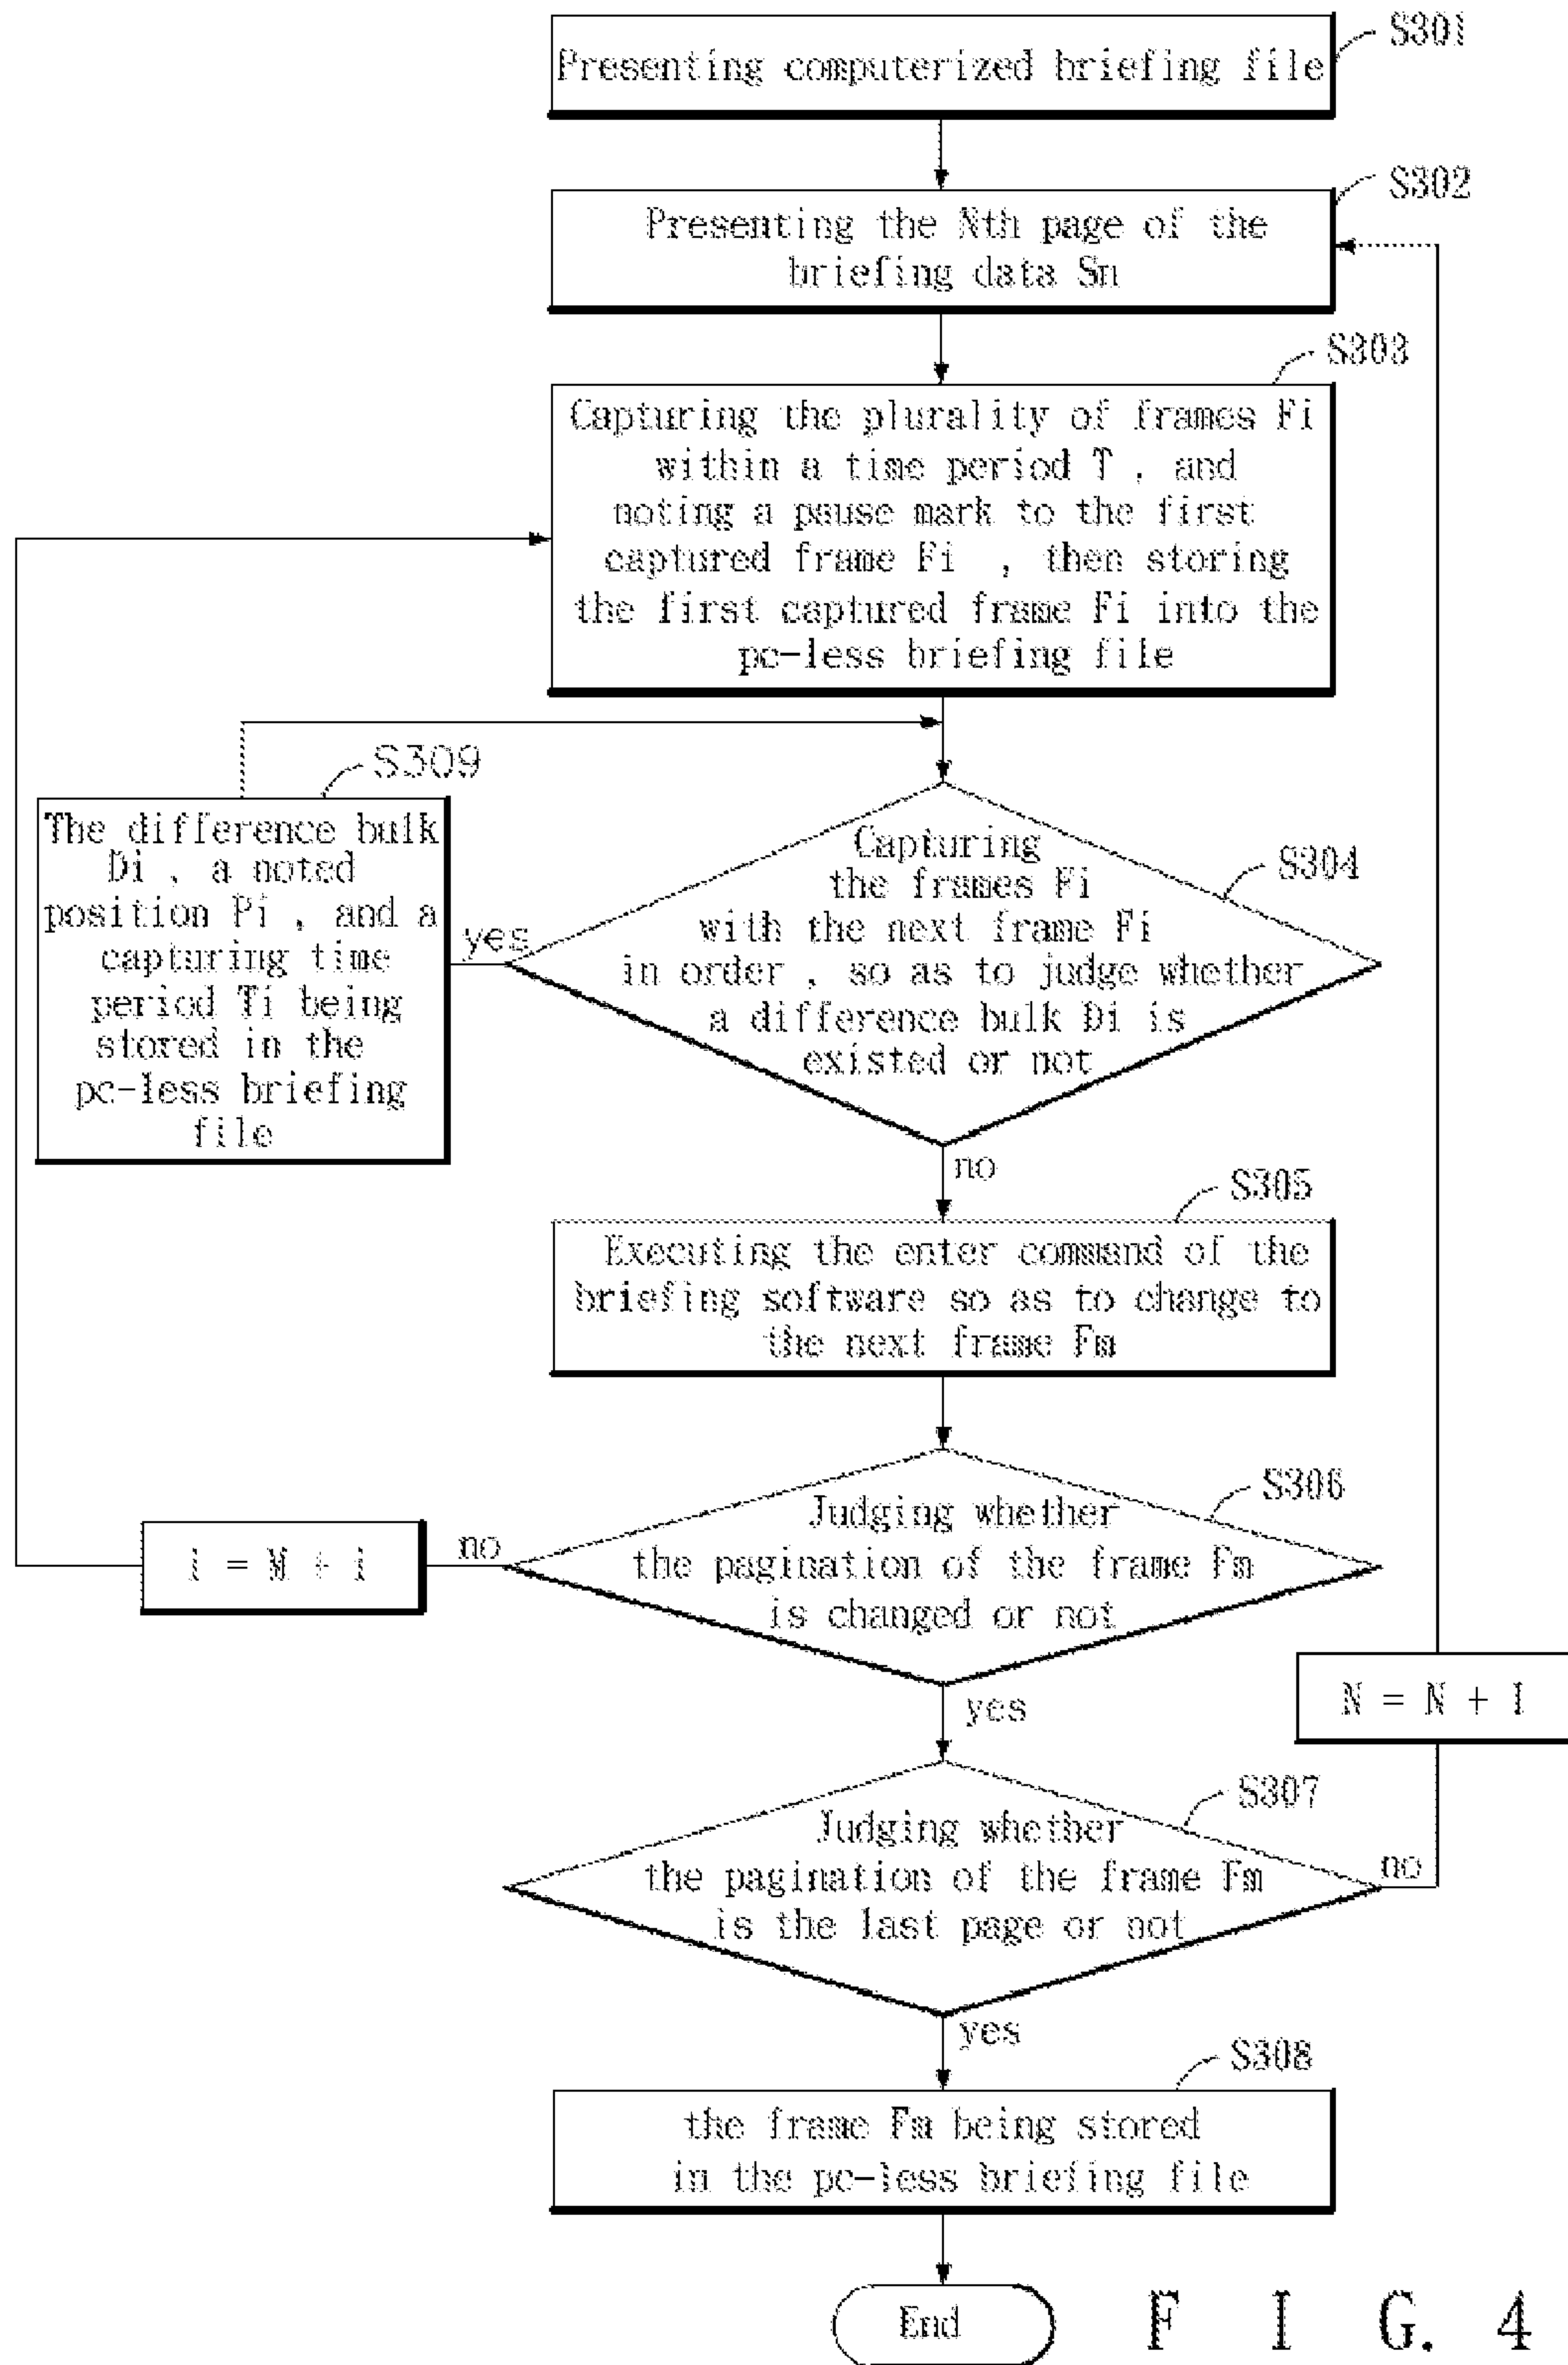 S301
Presenting computerized briefing file
S302
Presenting the Nth page of the
briefing data Sn
S303
Capturing the plurality of frames Fi
within a time period T , and
noting a pause mark to the first
captured frame Fi , then storing
the first captured frame Fi into the
pc-less briefing file
S309
The difference bulk
Di , a noted
position Pi , and a
capturing time
period Ti being
stored in the
pc-less briefing
file
yes
S304
Capturing
the frames Fi
with the next frame Fi
in order , so as to judge whether
a difference bulk Di is
existed or not
no
S305
Executing the enter command of the
briefing software so as to change to
the next frame Fm
S306
Judging whether
the pagination of the frame Fm
is changed or not
no
= M + 1
yes
N = N + 1
S307
Judging whether
the pagination of the frame Fm
is the last page or not
no
yes
S308
the frame Fm being stored
in the pc-less briefing file
End
F I G. 4